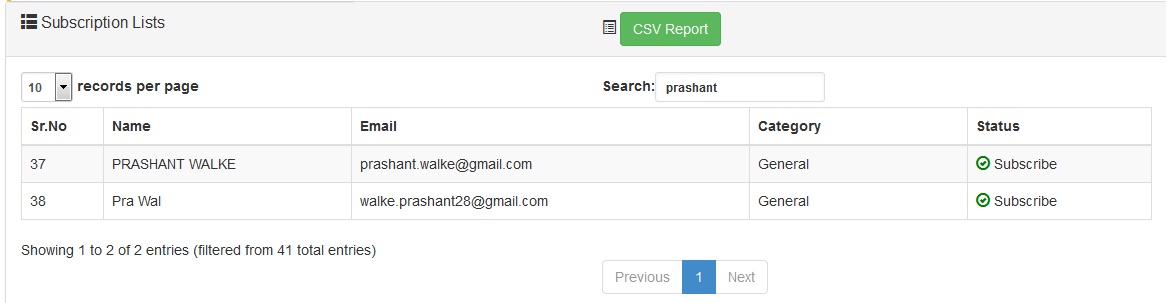 Subscription Lists CSV Report
10 records per page Search: prashant
Sr.No Name Email Category Status
37 PRASHANT WALKE prashant.walke@gmail.com General Subscribe
38 Pra Wal walke.prashant28@gmail.com General Subscribe
Showing 1 to 2 of 2 entries (filtered from 41 total entries)
Previous 1 Next